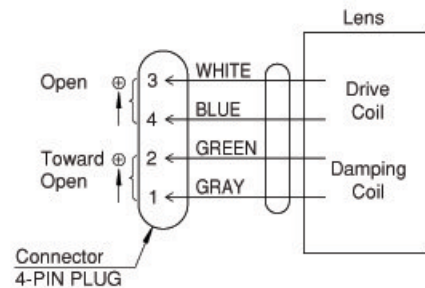 Lens
Open ⊕ 3 WHITE
4 BLUE
Drive
Coil
Toward ⊕ 2 GREEN
Open
1 GRAY
Damping
Coil
Connector
4-PIN PLUG